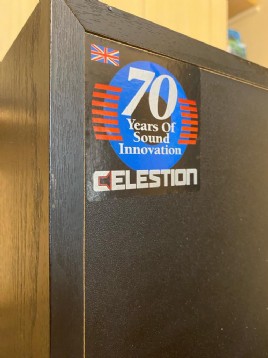 70
Years Of
Sound
Innovation
CELESTION